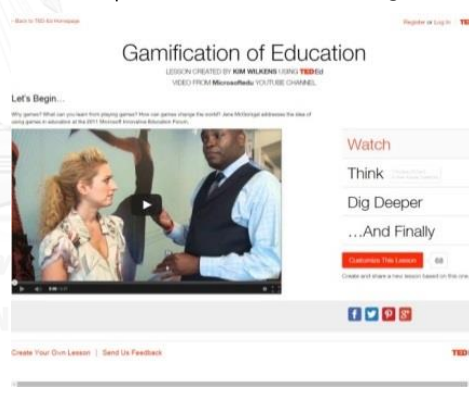 Back to TED-Ed Homepage
Register or Log In TED
Gamification of Education
LESSON CREATED BY KIM WILKENS USING TEDEd
VIDEO FROM Microsoftedu YOUTUBE CHANNEL
Let's Begin...
Why games? What can you learn from playing games? How can games change the world? Jane McGonigal addresses the idea of
using games in education at the 2011 Microsoft Innovative Education Forum.
Watch
Think
Dig Deeper
...And Finally
Customize This Lesson 68
Create and share a new lesson based on this one
Create Your Own Lesson | Send Us Feedback
TED